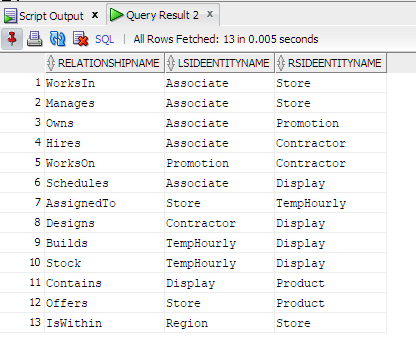 Script Output x Query Result 2 x
SQL | All Rows Fetched: 13 in 0.005 seconds
RELATIONSHIPNAME LSIDEENTITYNAME RSIDEENTITYNAME
1 WorksIn Associate Store
2 Manages Associate Store
3 Owns Associate Promotion
4 Hires Associate Contractor
5 WorksOn Promotion Contractor
6 Schedules Associate Display
7 AssignedTo Store TempHourly
8 Designs Contractor Display
9 Builds TempHourly Display
10 Stock TempHourly Display
11 Contains Display Product
12 Offers Store Product
13 IsWithin Region Store